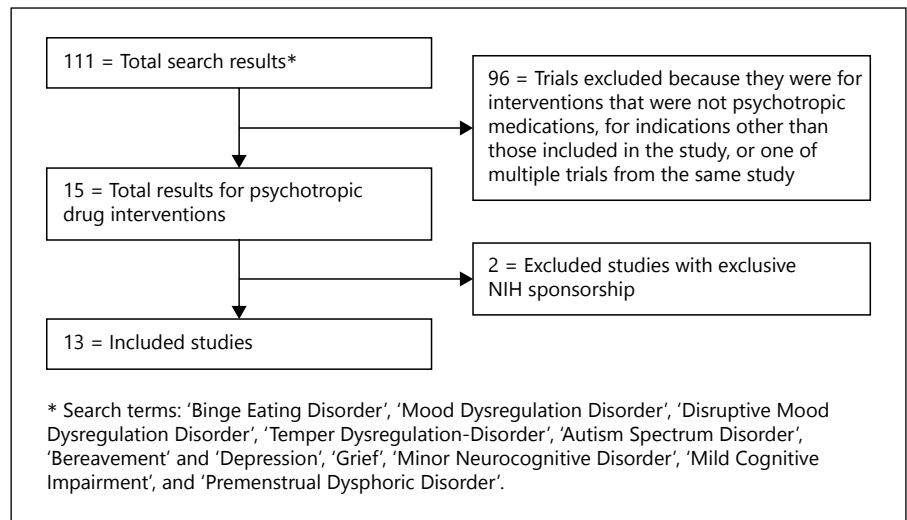 111 = Total search results*
96 = Trials excluded because they were for
interventions that were not psychotropic
medications, for indications other than
those included in the study, or one of
multiple trials from the same study
15 = Total results for psychotropic
drug interventions
2 = Excluded studies with exclusive
NIH sponsorship
13 = Included studies
* Search terms: ‘Binge Eating Disorder’, ‘Mood Dysregulation Disorder’, ‘Disruptive Mood
Dysregulation Disorder’, ‘Temper Dysregulation-Disorder’, ‘Autism Spectrum Disorder’,
‘Bereavement’ and ‘Depression’, ‘Grief’, ‘Minor Neurocognitive Disorder’, ‘Mild Cognitive
Impairment’, and ‘Premenstrual Dysphoric Disorder’.